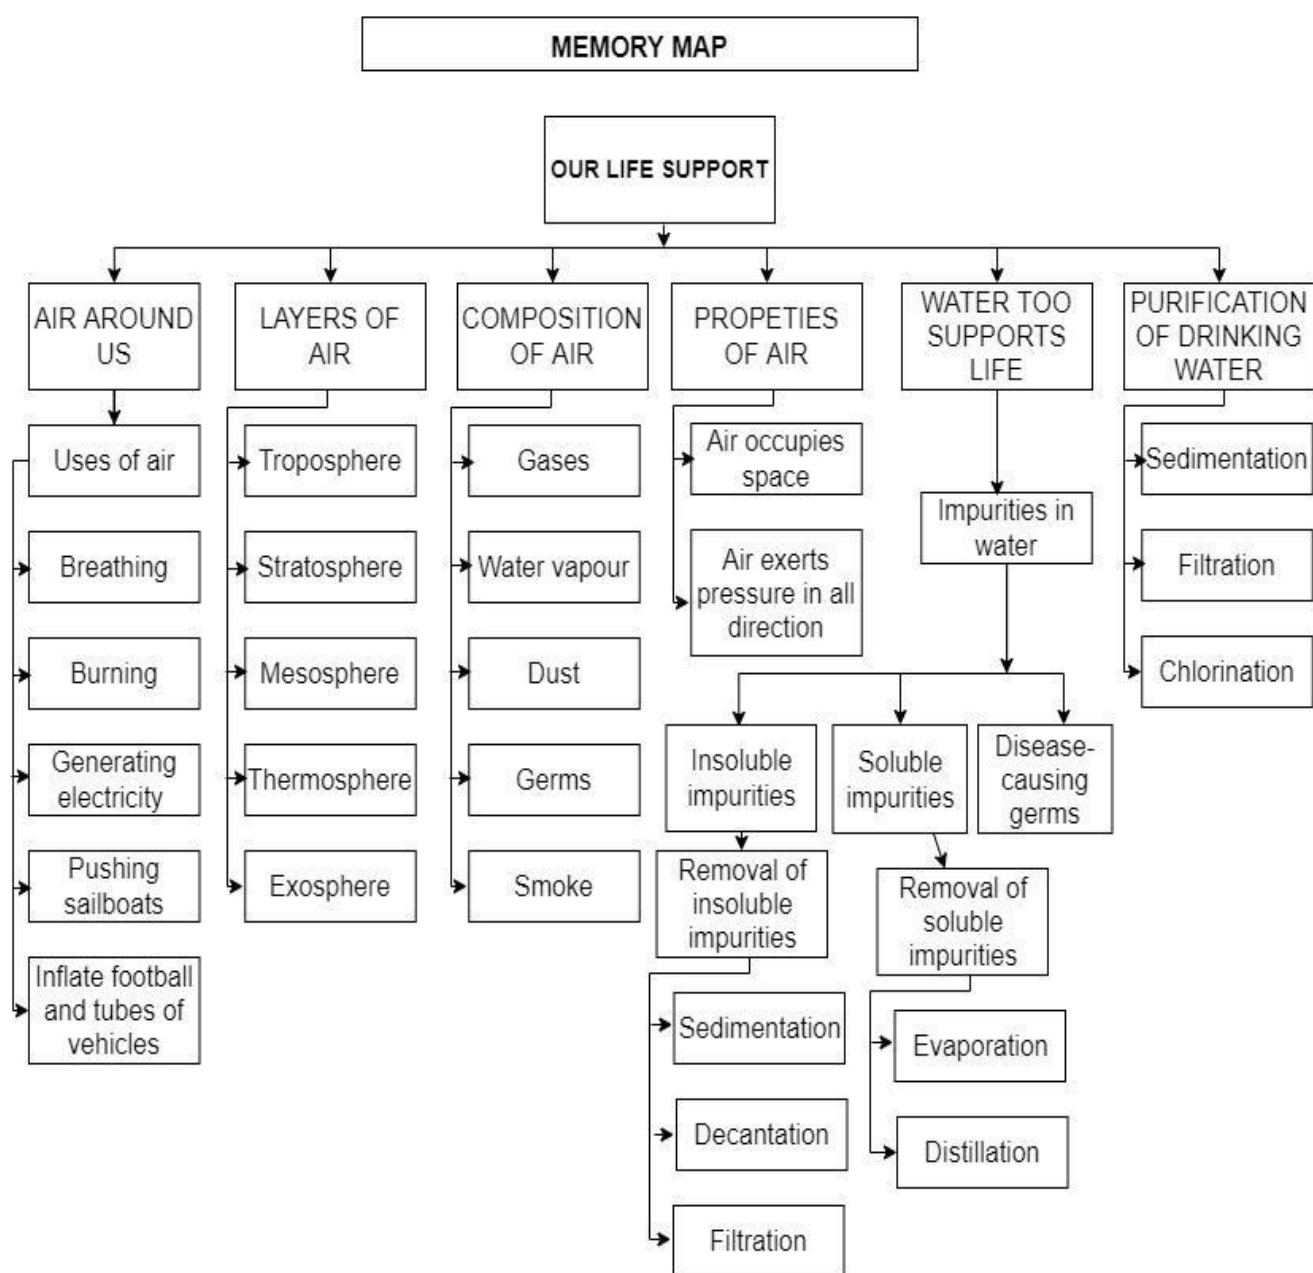 MEMORY MAP
OUR LIFE SUPPORT
AIR AROUND
US
Uses of air
Breathing
Burning
Generating
electricity
Pushing
sailboats
Inflate football
and tubes of
vehicles
LAYERS OF
AIR
Troposphere
Stratosphere
Mesosphere
Thermosphere
Exosphere
COMPOSITION
OF AIR
Gases
Water vapour
Dust
Germs
Smoke
PROPETIES
OF AIR
Air occupies
space
Air exerts
pressure in all
direction
WATER TOO
SUPPORTS
LIFE
Impurities in
water
Insoluble
impurities
Removal of
insoluble
impurities
Sedimentation
Decantation
Filtration
Soluble
impurities
Removal of
soluble
impurities
Evaporation
Distillation
Disease-
causing
germs
PURIFICATION
OF DRINKING
WATER
Sedimentation
Filtration
Chlorination